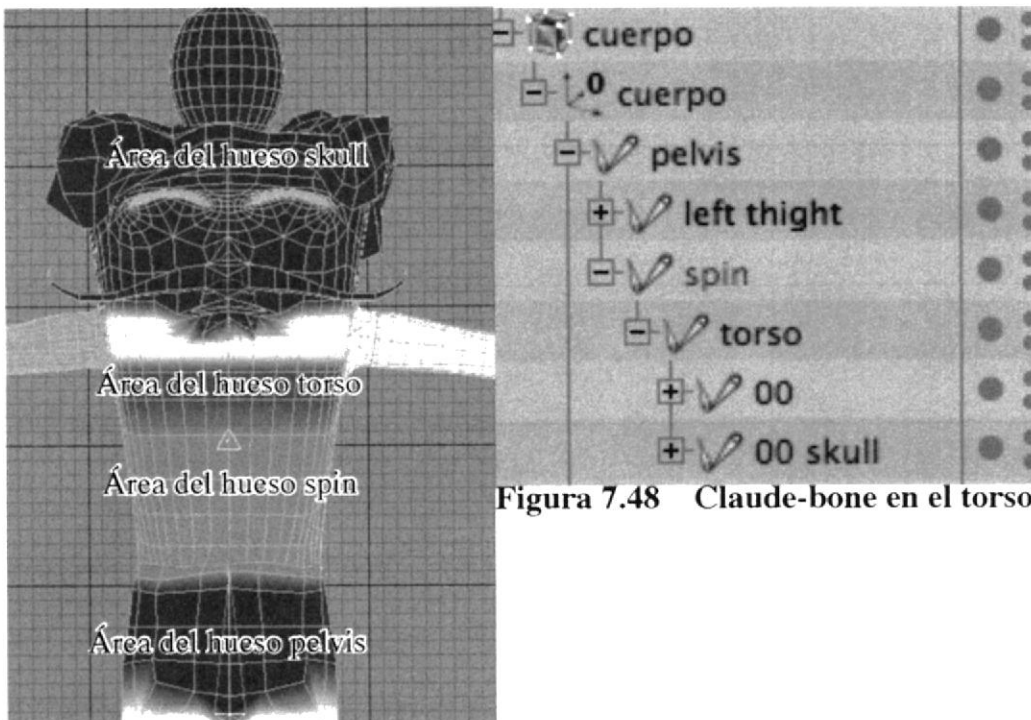 Área del hueso skull
Área del hueso torso
Área del hueso spin
Área del hueso pelvis
cuerpo
0 cuerpo
pelvis
left thight
spin
torso
00
00 skull
Figura 7.48 Claude-bone en el torso